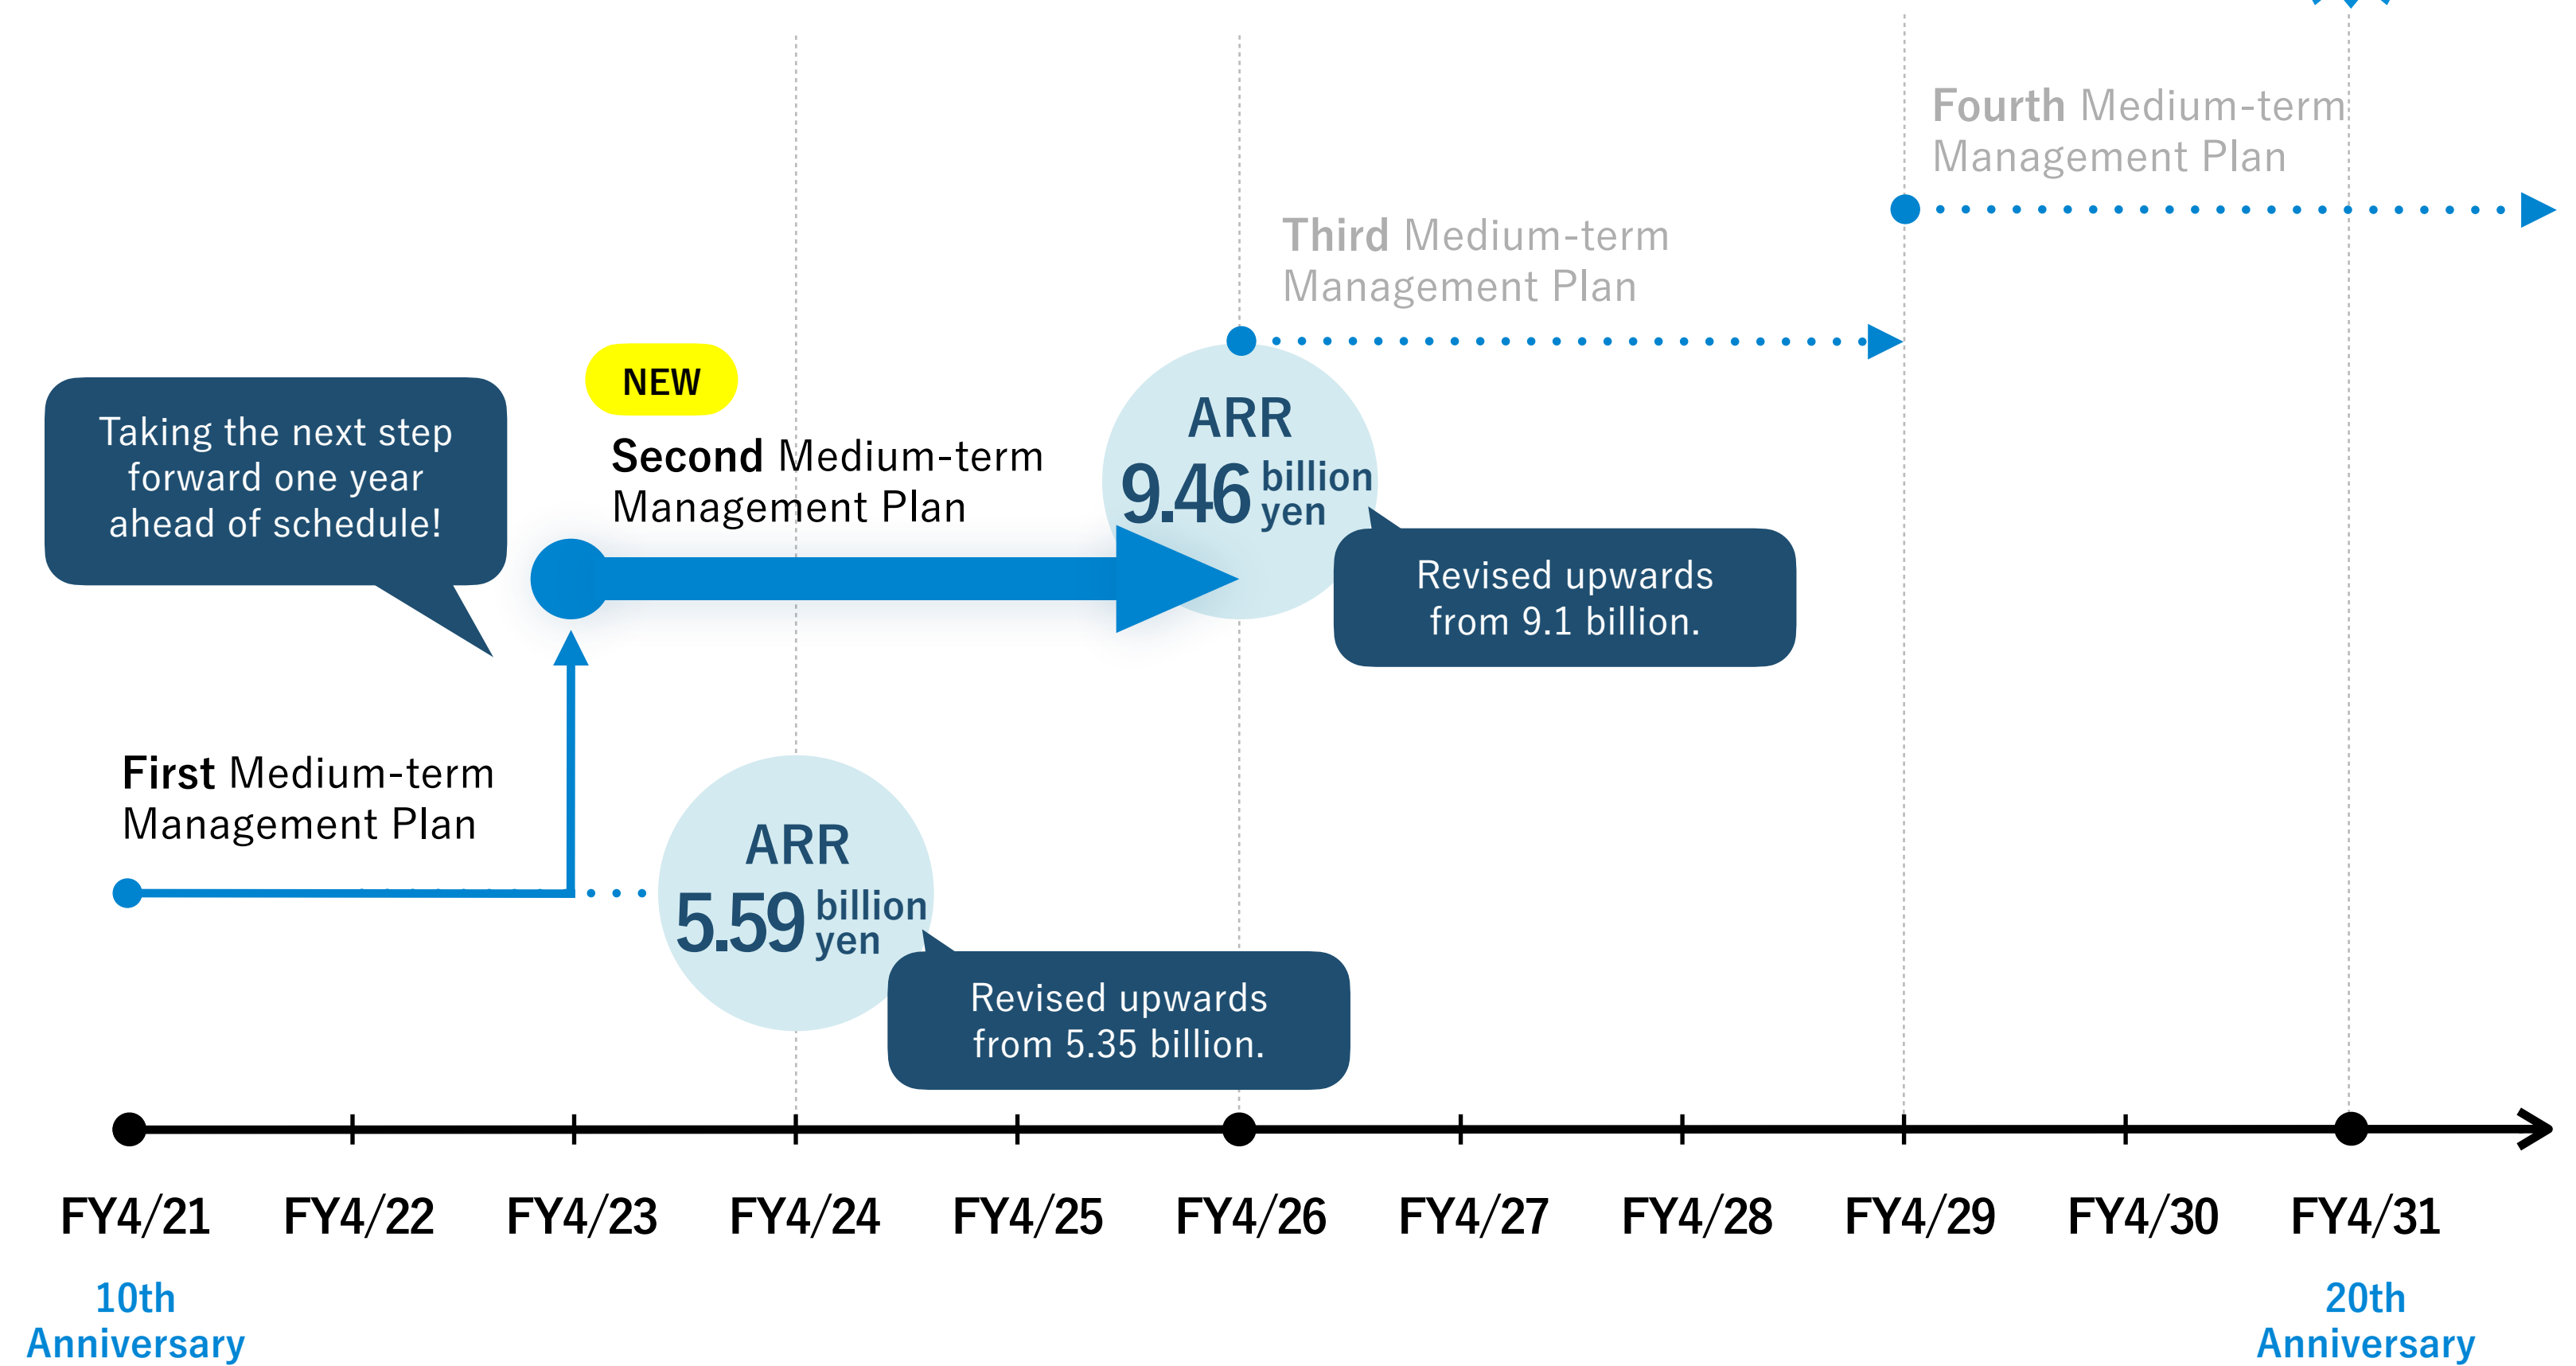 Fourth Medium-term
Management Plan
Third Medium-term
Management Plan
NEW
Second Medium-term
Management Plan
Taking the next step
forward one year
ahead of schedule!
ARR
9.46 billion
yen
Revised upwards
from 9.1 billion.
First Medium-term
Management Plan
ARR
5.59 billion
yen
Revised upwards
from 5.35 billion.
FY4/21 FY4/22 FY4/23 FY4/24 FY4/25 FY4/26 FY4/27 FY4/28 FY4/29 FY4/30 FY4/31
10th
Anniversary
20th
Anniversary